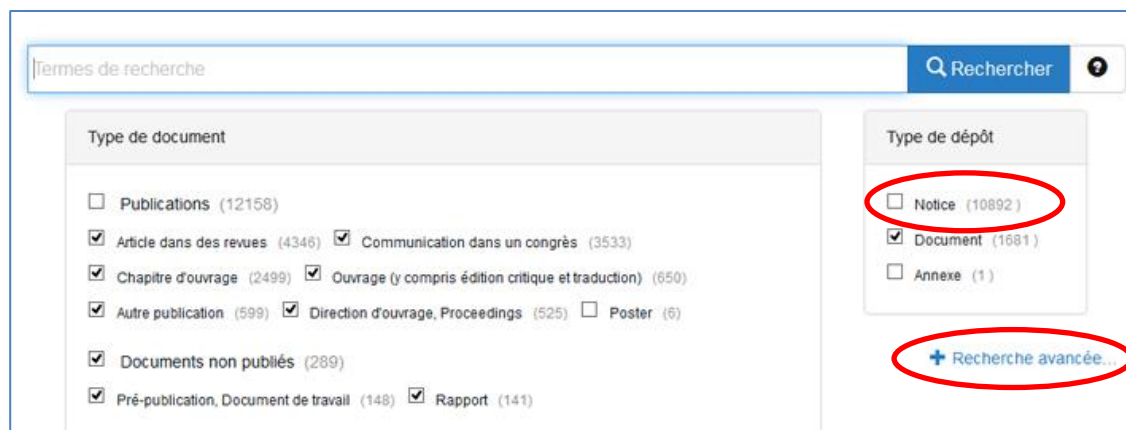 Termes de recherche
Rechercher
Type de document
Publications (12158)
Article dans des revues (4346) Communication dans un congrès (3533)
Chapitre d'ouvrage (2499) Ouvrage (y compris édition critique et traduction) (650)
Autre publication (599) Direction d'ouvrage, Proceedings (525) Poster (6)
Documents non publiés (289)
Pré-publication, Document de travail (148) Rapport (141)
Type de dépôt
Notice (10892)
Document (1681)
Annexe (1)
+ Recherche avancée...